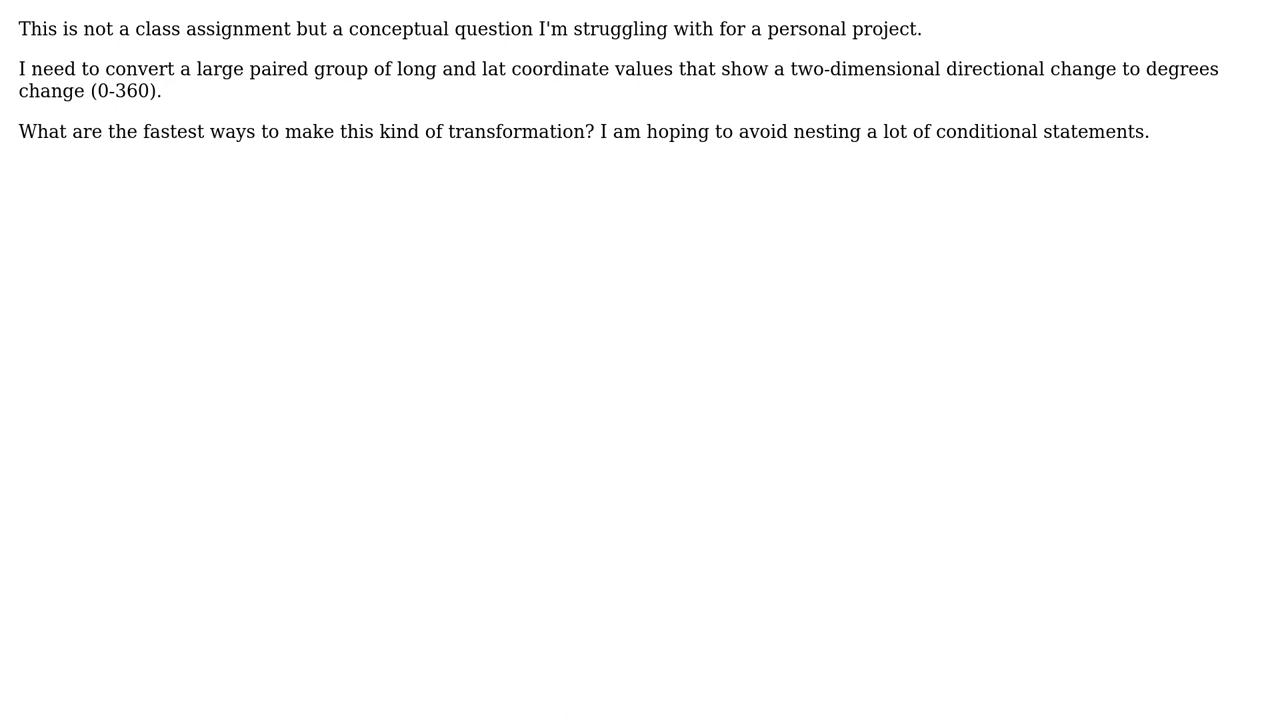 This is not a class assignment but a conceptual question I'm struggling with for a personal project.
I need to convert a large paired group of long and lat coordinate values that show a two-dimensional directional change to degrees
change (0-360).
What are the fastest ways to make this kind of transformation? I am hoping to avoid nesting a lot of conditional statements.